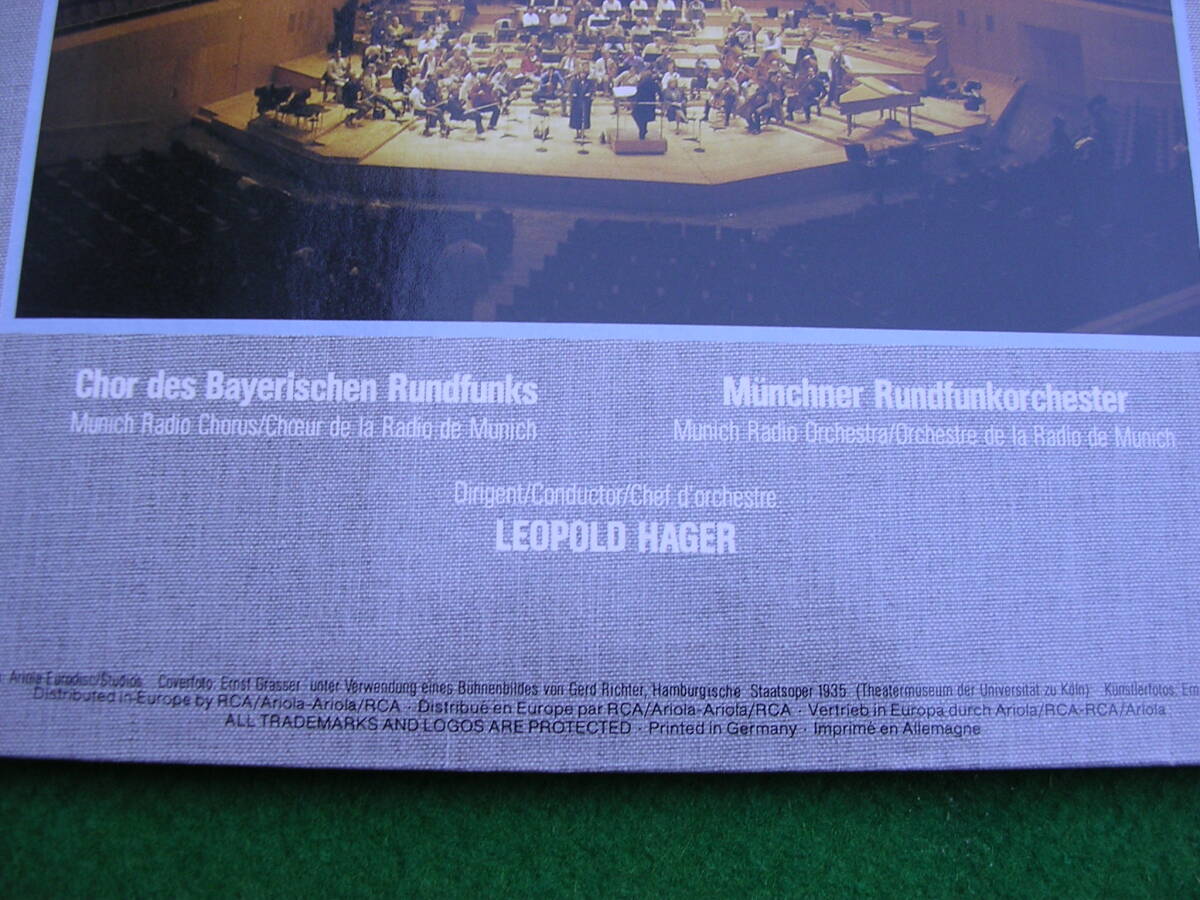 Chor des Bayerischen Rundfunks
Munich Radio Chorus/Chœur de la Radio de Munich
Münchner Rundfunkorchester
Munich Radio Orchestra/Orchestre de la Radio de Munich
Dirigent/Conductor/Chef d'orchestre
LEOPOLD HAGER
Ariola Eurodisc/Studios Coverfoto: Ernst Grasser unter Verwendung eines Bühnenbildes von Gerd Richter, Hamburgische Staatsoper 1935 (Theatermuseum der Universität zu Köln) Künstlerfotos:
Distributed in Europe by RCA/Ariola-Ariola/RCA · Distribué en Europe par RCA/Ariola-Ariola/RCA · Vertrieb in Europa durch Ariola/RCA-RCA/Ariola
ALL TRADEMARKS AND LOGOS ARE PROTECTED · Printed in Germany · Imprimé en Allemagne